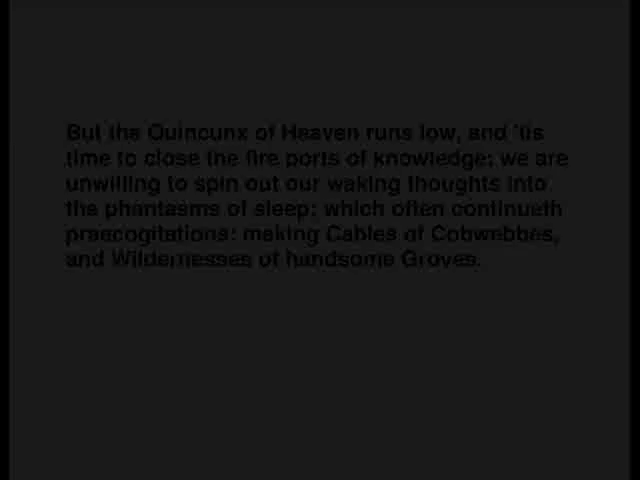 But the Quincunx of Heaven runs low, and 'tis
time to close the five ports of knowledge; we are
unwilling to spin out our waking thoughts into
the phantasms of sleep; which often continueth
praecogitations; making Cables of Cobwebbes,
and Wildernesses of handsome Groves.